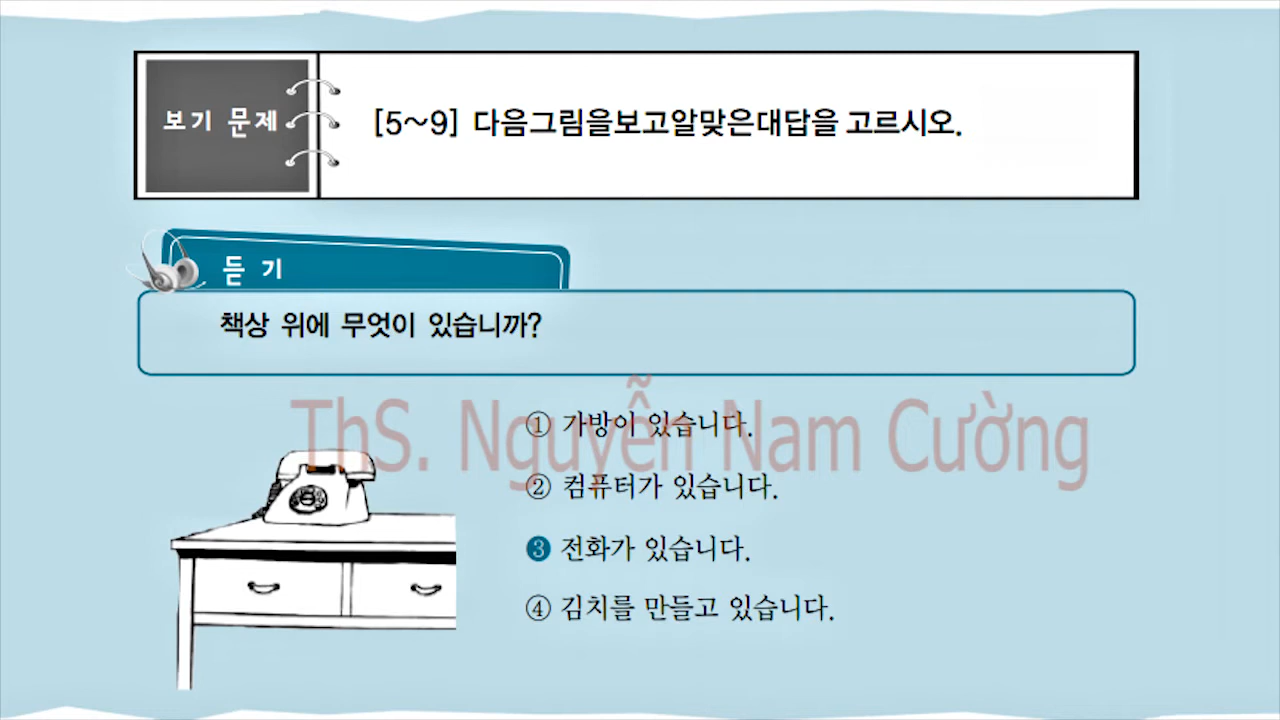 보기 문제
[5~9] 다음그림을보고알맞은대답을 고르시오.
듣 기
책상 위에 무엇이 있습니까?
ThS. Nguyễn Nam Cường
① 가방이 있습니다.
② 컴퓨터가 있습니다.
❸ 전화가 있습니다.
④ 김치를 만들고 있습니다.